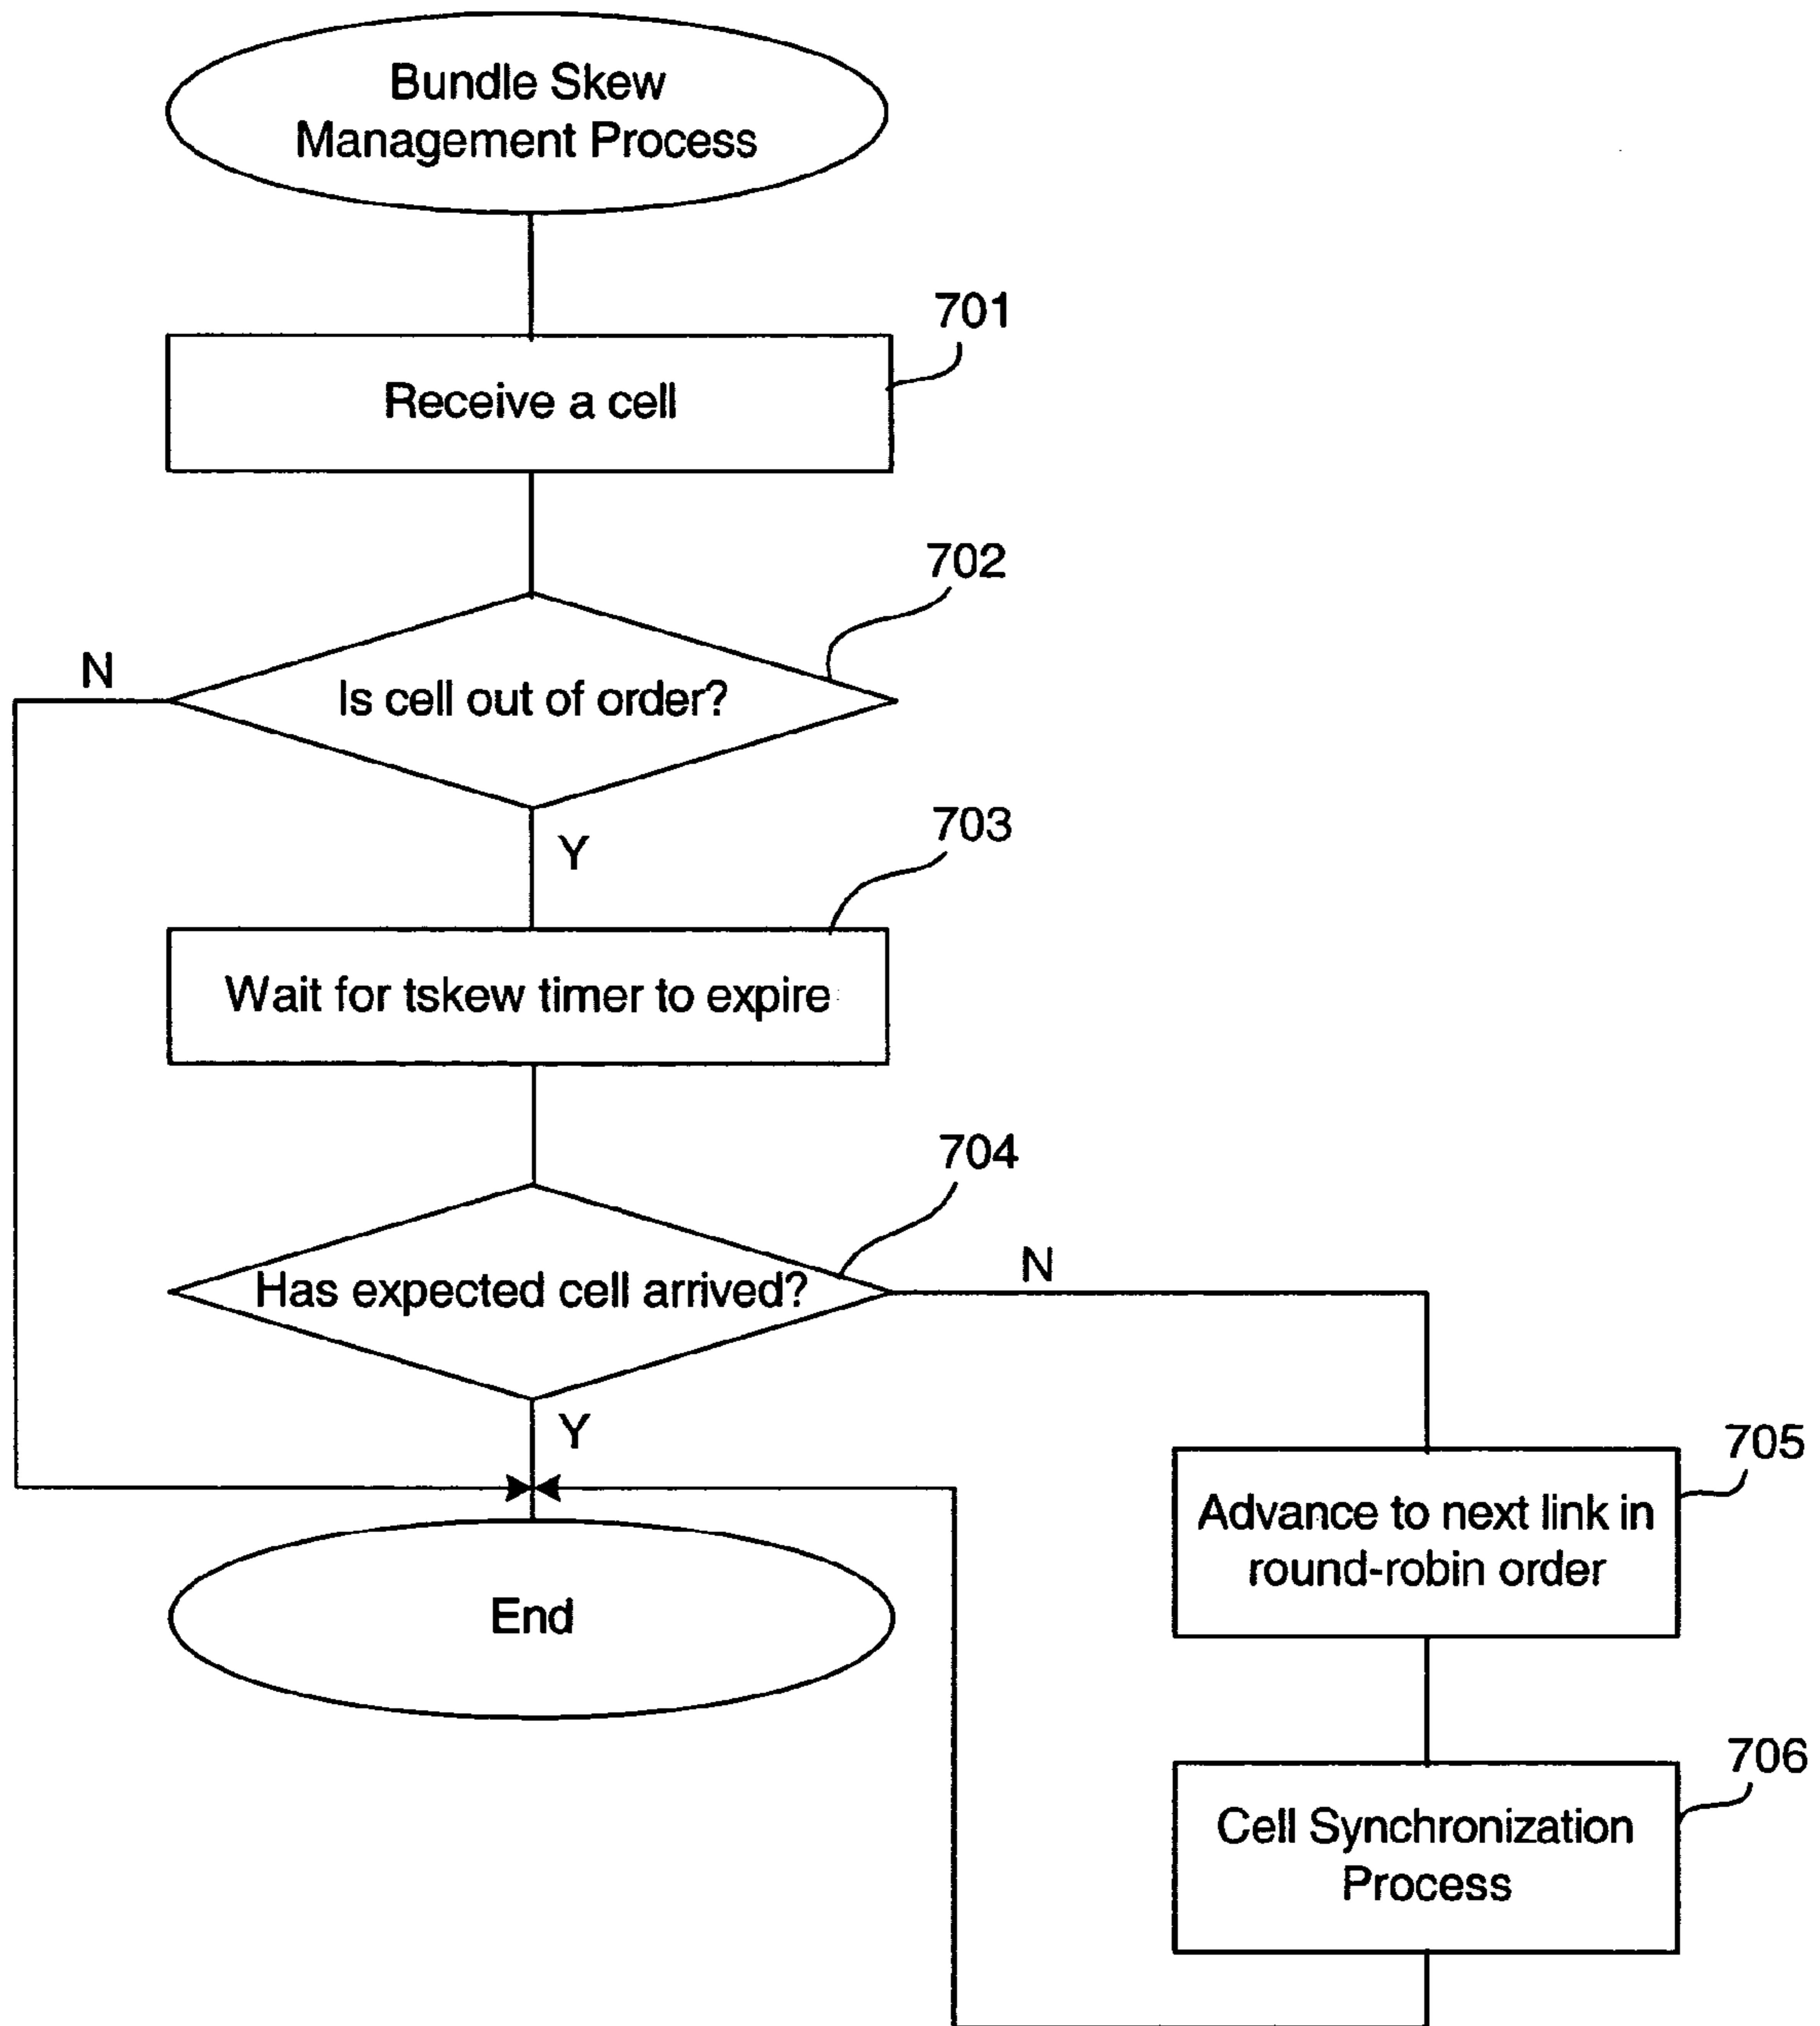 Bundle Skew
Management Process
701
Receive a cell
702
N
Is cell out of order?
Y
703
Wait for tskew timer to expire
704
Has expected cell arrived?
N
Y
705
Advance to next link in
round-robin order
End
706
Cell Synchronization
Process